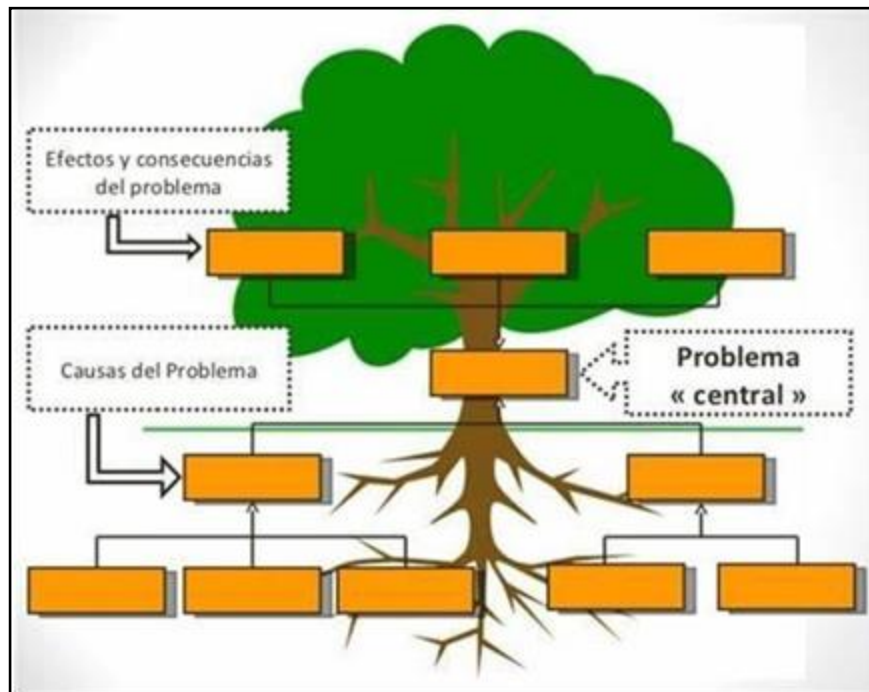 Efectos y consecuencias
del problema
Causas del Problema
Problema
« central »